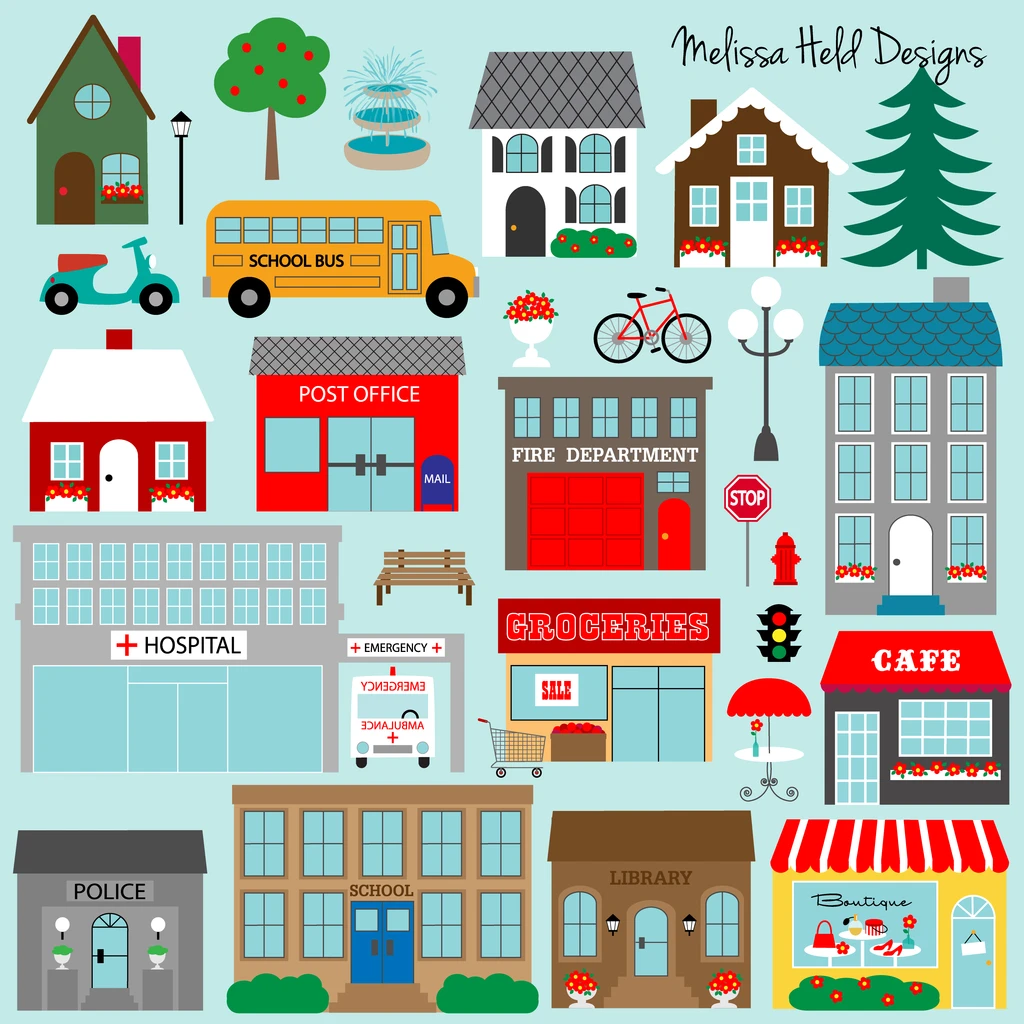 Melissa Held Designs
SCHOOL BUS
POST OFFICE
MAIL
FIRE DEPARTMENT
STOP
HOSPITAL
EMERGENCY
EMERGENCY
AMBULANCE
GROCERIES
SALE
CAFE
POLICE
SCHOOL
LIBRARY
Boutique